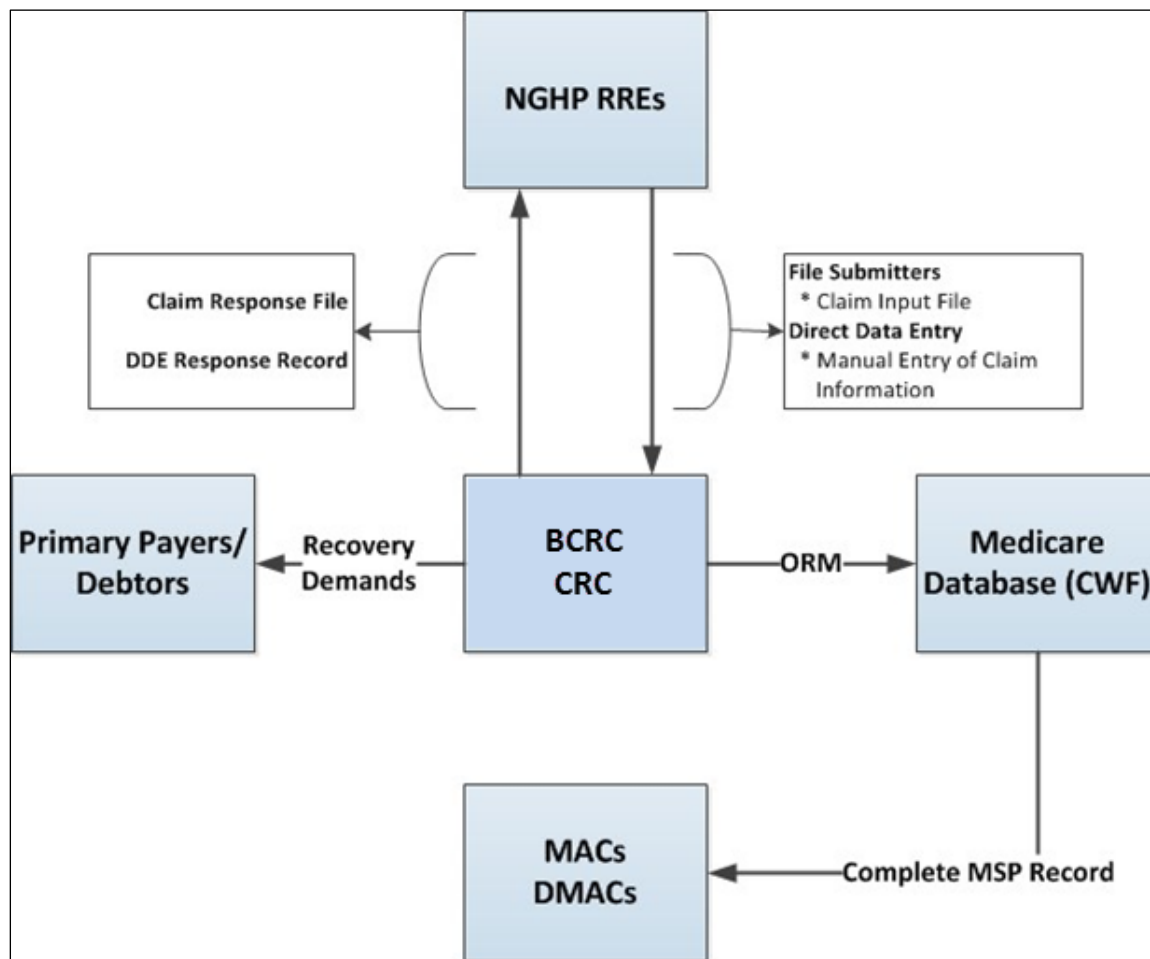 NGHP RREs
Claim Response File
DDE Response Record
File Submitters
* Claim Input File
Direct Data Entry
* Manual Entry of Claim
Information
Primary Payers/
Debtors
Recovery
Demands
BCRC
CRC
ORM
Medicare
Database (CWF)
MACs
DMACs
Complete MSP Record